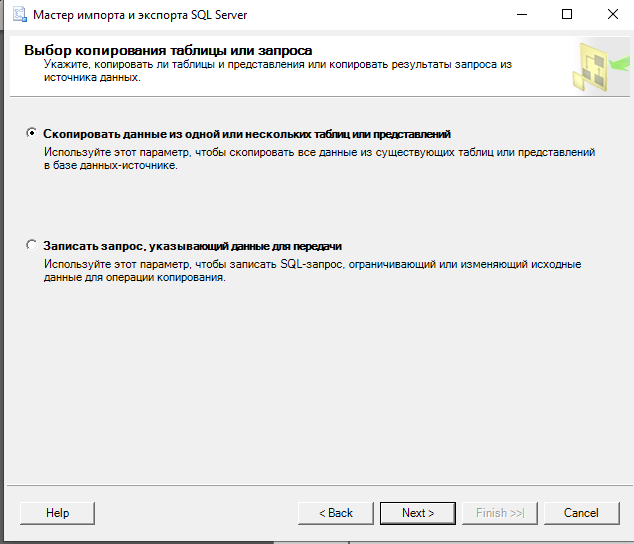 Мастер импорта и экспорта SQL Server
Выбор копирования таблицы или запроса
Укажите, копировать ли таблицы и представления или копировать результаты запроса из
источника данных.
Скопировать данные из одной или нескольких таблиц или представлений
Используйте этот параметр, чтобы скопировать все данные из существующих таблиц или представлений
в базе данных-источнике.
Записать запрос, указывающий данные для передачи
Используйте этот параметр, чтобы записать SQL-запрос, ограничивающий или изменяющий исходные
данные для операции копирования.
Help
< Back
Next >
Finish >>|
Cancel